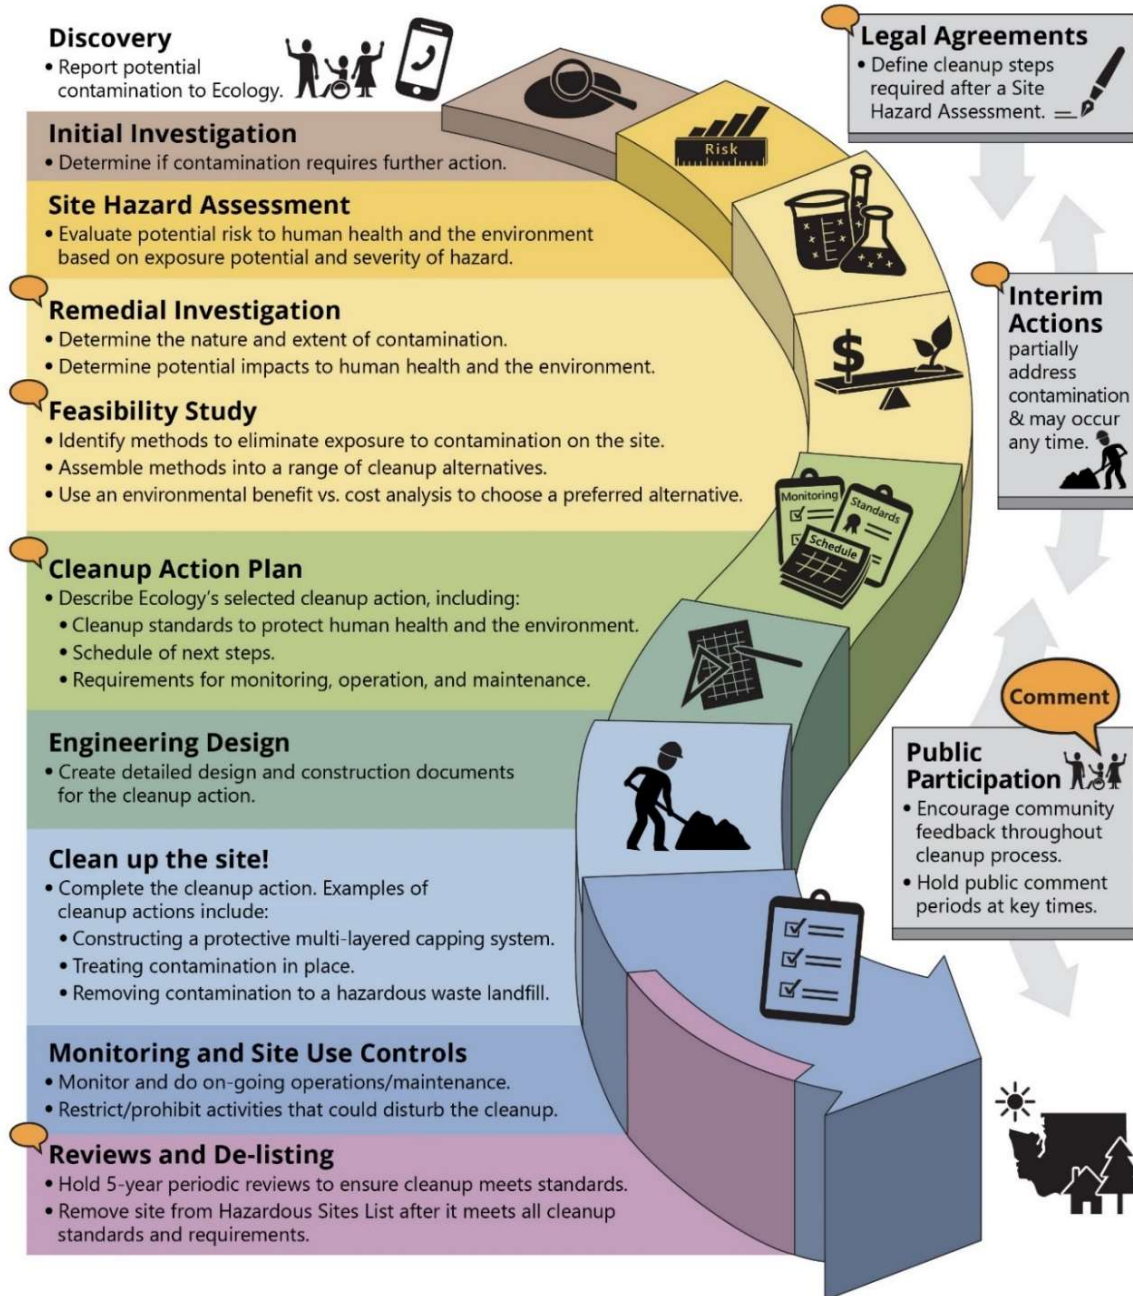 Discovery
• Report potential
contamination to Ecology.
Initial Investigation
• Determine if contamination requires further action.
Site Hazard Assessment
• Evaluate potential risk to human health and the environment
based on exposure potential and severity of hazard.
Remedial Investigation
• Determine the nature and extent of contamination.
• Determine potential impacts to human health and the environment.
Feasibility Study
• Identify methods to eliminate exposure to contamination on the site.
• Assemble methods into a range of cleanup alternatives.
• Use an environmental benefit vs. cost analysis to choose a preferred alternative.
Cleanup Action Plan
• Describe Ecology's selected cleanup action, including:
• Cleanup standards to protect human health and the environment.
• Schedule of next steps.
• Requirements for monitoring, operation, and maintenance.
Engineering Design
• Create detailed design and construction documents
for the cleanup action.
Clean up the site!
• Complete the cleanup action. Examples of
cleanup actions include:
• Constructing a protective multi-layered capping system.
• Treating contamination in place.
• Removing contamination to a hazardous waste landfill.
Monitoring and Site Use Controls
• Monitor and do on-going operations/maintenance.
• Restrict/prohibit activities that could disturb the cleanup.
Reviews and De-listing
• Hold 5-year periodic reviews to ensure cleanup meets standards.
• Remove site from Hazardous Sites List after it meets all cleanup
standards and requirements.
Risk
$
Monitoring
Standards
Schedule
Legal Agreements
• Define cleanup steps
required after a Site
Hazard Assessment.
Interim
Actions
partially
address
contamination
& may occur
any time.
Comment
Public
Participation
• Encourage community
feedback throughout
cleanup process.
• Hold public comment
periods at key times.